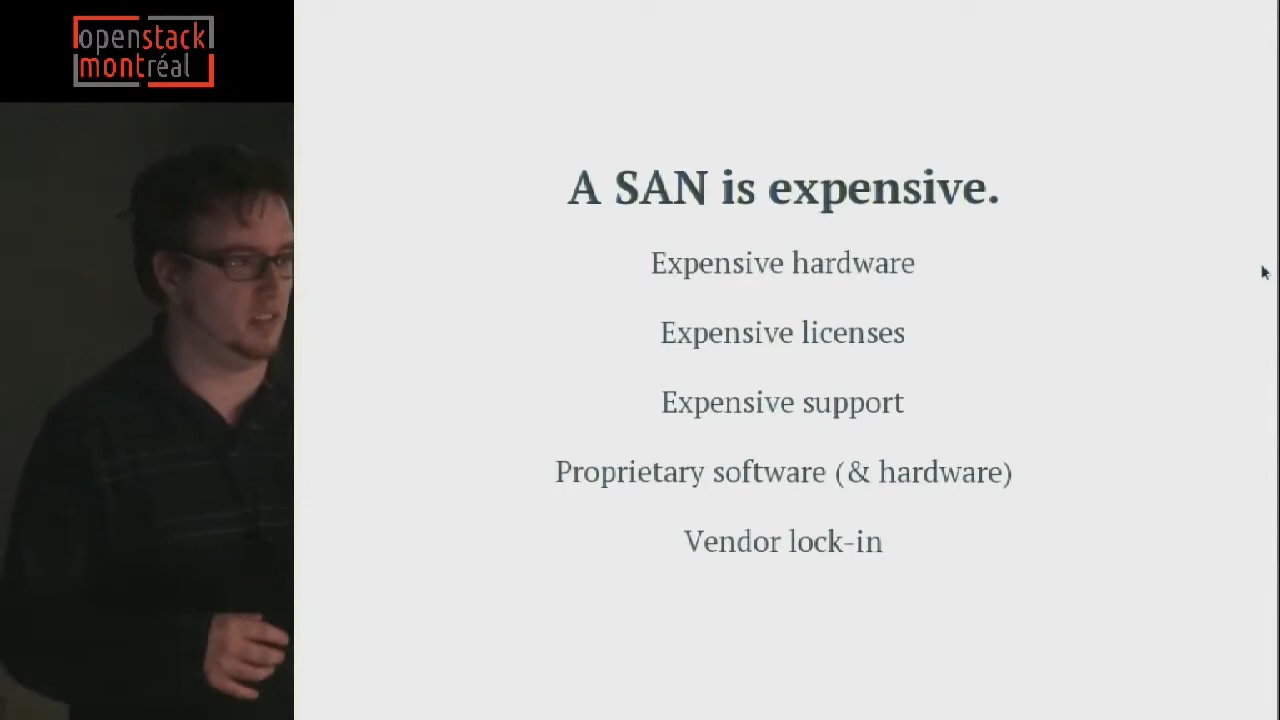 openstack
montréal
A SAN is expensive.
Expensive hardware
Expensive licenses
Expensive support
Proprietary software (& hardware)
Vendor lock-in